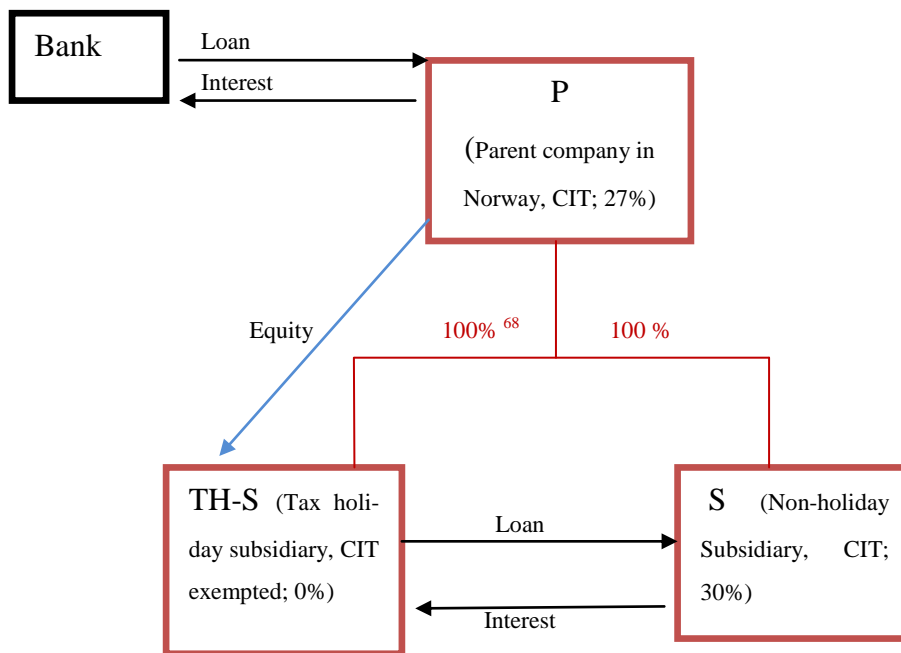 Bank
Loan
Interest
P
(Parent company in
Norway, CIT; 27%)
Equity
100% 68
100 %
TH-S (Tax holi-
day subsidiary, CIT
exempted; 0%)
Loan
Interest
S (Non-holiday
Subsidiary, CIT;
30%)